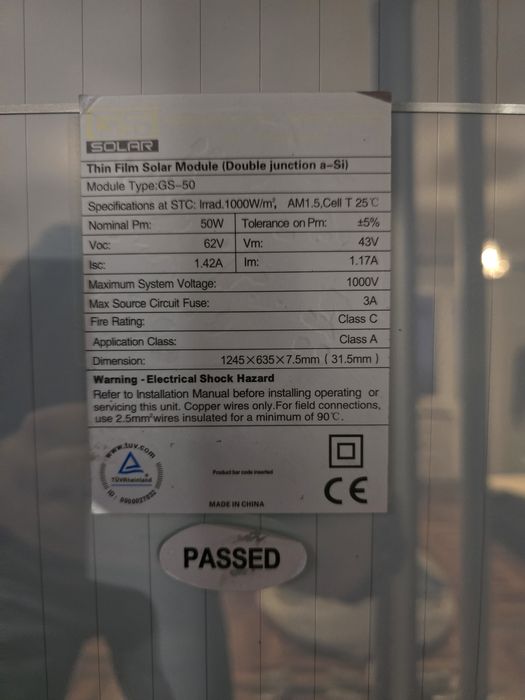 SOLAR
Thin Film Solar Module (Double junction a-Si)
Module Type:GS-50
Specifications at STC: Irrad.1000W/m², AM1.5,Cell T 25℃
Nominal Pm: 50W Tolerance on Pm: ±5%
Voc: 62V Vm: 43V
Isc: 1.42A Im: 1.17A
Maximum System Voltage: 1000V
Max Source Circuit Fuse: 3A
Fire Rating: Class C
Application Class: Class A
Dimension: 1245×635×7.5mm ( 31.5mm )
Warning - Electrical Shock Hazard
Refer to Installation Manual before installing operating or
servicing this unit. Copper wires only.For field connections,
use 2.5mm²wires insulated for a minimum of 90℃.
www.tuv.com
TÜVRheinland
ID: 0000027922
Product bar code inserted
CE
MADE IN CHINA
PASSED